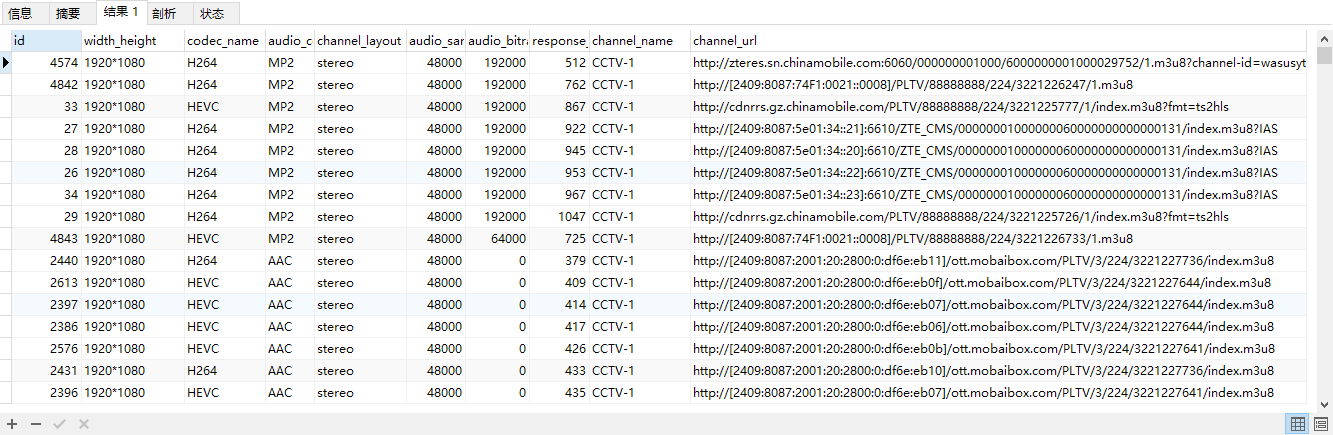 信息 摘要 结果 1 剖析 状态
id width_height codec_name audio_c channel_layout audio_sar audio_bitra response_ channel_name channel_url
4574 1920*1080 H264 MP2 stereo 48000 192000 512 CCTV-1 http://zteres.sn.chinamobile.com:6060/000000001000/6000000001000029752/1.m3u8?channel-id=wasusyt
4842 1920*1080 H264 MP2 stereo 48000 192000 762 CCTV-1 http://[2409:8087:74F1:0021::0008]/PLTV/88888888/224/3221226247/1.m3u8
33 1920*1080 HEVC MP2 stereo 48000 192000 867 CCTV-1 http://cdnrrs.gz.chinamobile.com/PLTV/88888888/224/3221225777/1/index.m3u8?fmt=ts2hls
27 1920*1080 H264 MP2 stereo 48000 192000 922 CCTV-1 http://[2409:8087:5e01:34::21]:6610/ZTE_CMS/00000001000000060000000000000131/index.m3u8?IAS
28 1920*1080 H264 MP2 stereo 48000 192000 945 CCTV-1 http://[2409:8087:5e01:34::20]:6610/ZTE_CMS/00000001000000060000000000000131/index.m3u8?IAS
26 1920*1080 H264 MP2 stereo 48000 192000 953 CCTV-1 http://[2409:8087:5e01:34::22]:6610/ZTE_CMS/00000001000000060000000000000131/index.m3u8?IAS
34 1920*1080 H264 MP2 stereo 48000 192000 967 CCTV-1 http://[2409:8087:5e01:34::23]:6610/ZTE_CMS/00000001000000060000000000000131/index.m3u8?IAS
29 1920*1080 H264 MP2 stereo 48000 192000 1047 CCTV-1 http://cdnrrs.gz.chinamobile.com/PLTV/88888888/224/3221225726/1/index.m3u8?fmt=ts2hls
4843 1920*1080 HEVC MP2 stereo 48000 64000 725 CCTV-1 http://[2409:8087:74F1:0021::0008]/PLTV/88888888/224/3221226733/1.m3u8
2440 1920*1080 H264 AAC stereo 48000 0 379 CCTV-1 http://[2409:8087:2001:20:2800:0:df6e:eb11]/ott.mobaibox.com/PLTV/3/224/3221227736/index.m3u8
2613 1920*1080 HEVC AAC stereo 48000 0 409 CCTV-1 http://[2409:8087:2001:20:2800:0:df6e:eb0f]/ott.mobaibox.com/PLTV/3/224/3221227644/index.m3u8
2397 1920*1080 HEVC AAC stereo 48000 0 414 CCTV-1 http://[2409:8087:2001:20:2800:0:df6e:eb07]/ott.mobaibox.com/PLTV/3/224/3221227644/index.m3u8
2386 1920*1080 HEVC AAC stereo 48000 0 417 CCTV-1 http://[2409:8087:2001:20:2800:0:df6e:eb06]/ott.mobaibox.com/PLTV/3/224/3221227644/index.m3u8
2576 1920*1080 HEVC AAC stereo 48000 0 426 CCTV-1 http://[2409:8087:2001:20:2800:0:df6e:eb0b]/ott.mobaibox.com/PLTV/3/224/3221227641/index.m3u8
2431 1920*1080 H264 AAC stereo 48000 0 433 CCTV-1 http://[2409:8087:2001:20:2800:0:df6e:eb10]/ott.mobaibox.com/PLTV/3/224/3221227736/index.m3u8
2396 1920*1080 HEVC AAC stereo 48000 0 435 CCTV-1 http://[2409:8087:2001:20:2800:0:df6e:eb07]/ott.mobaibox.com/PLTV/3/224/3221227641/index.m3u8